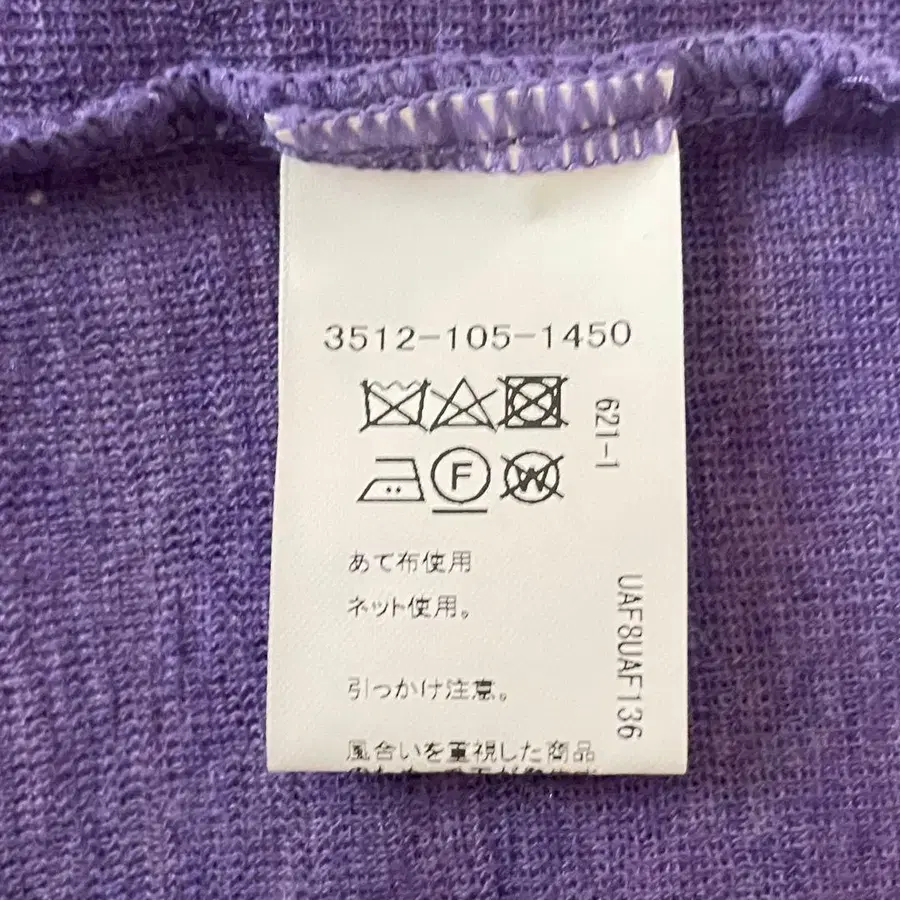 3512-105-1450
F
W
あて布使用
ネット使用。
引っかけ注意。
風合いを重視した商品
621-1
UAF8UAF136